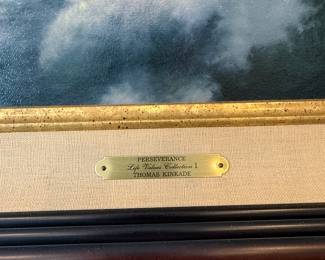 PERSEVERANCE
Life Values Collection I
THOMAS KINKADE